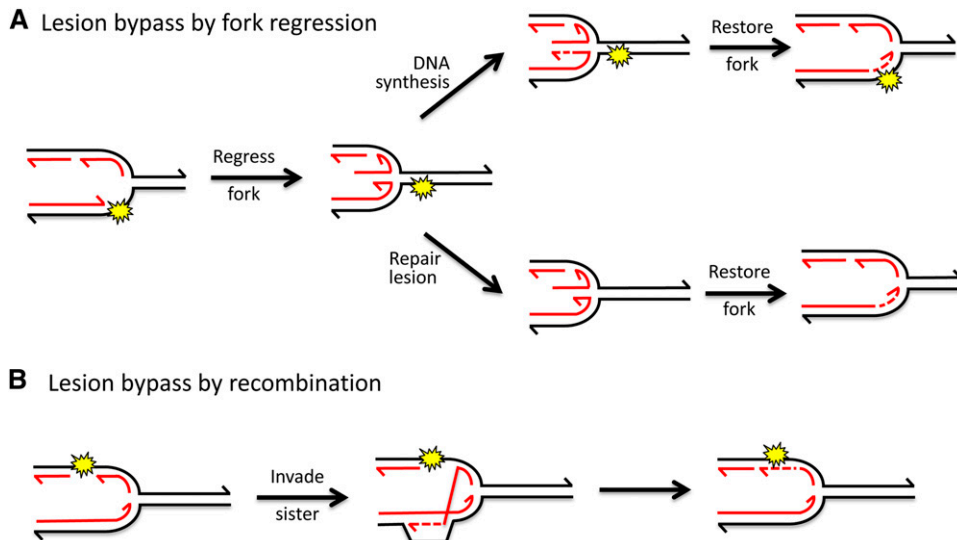 A Lesion bypass by fork regression
DNA
synthesis
Restore
fork
Regress
fork
Repair
lesion
Restore
fork
B Lesion bypass by recombination
Invade
sister